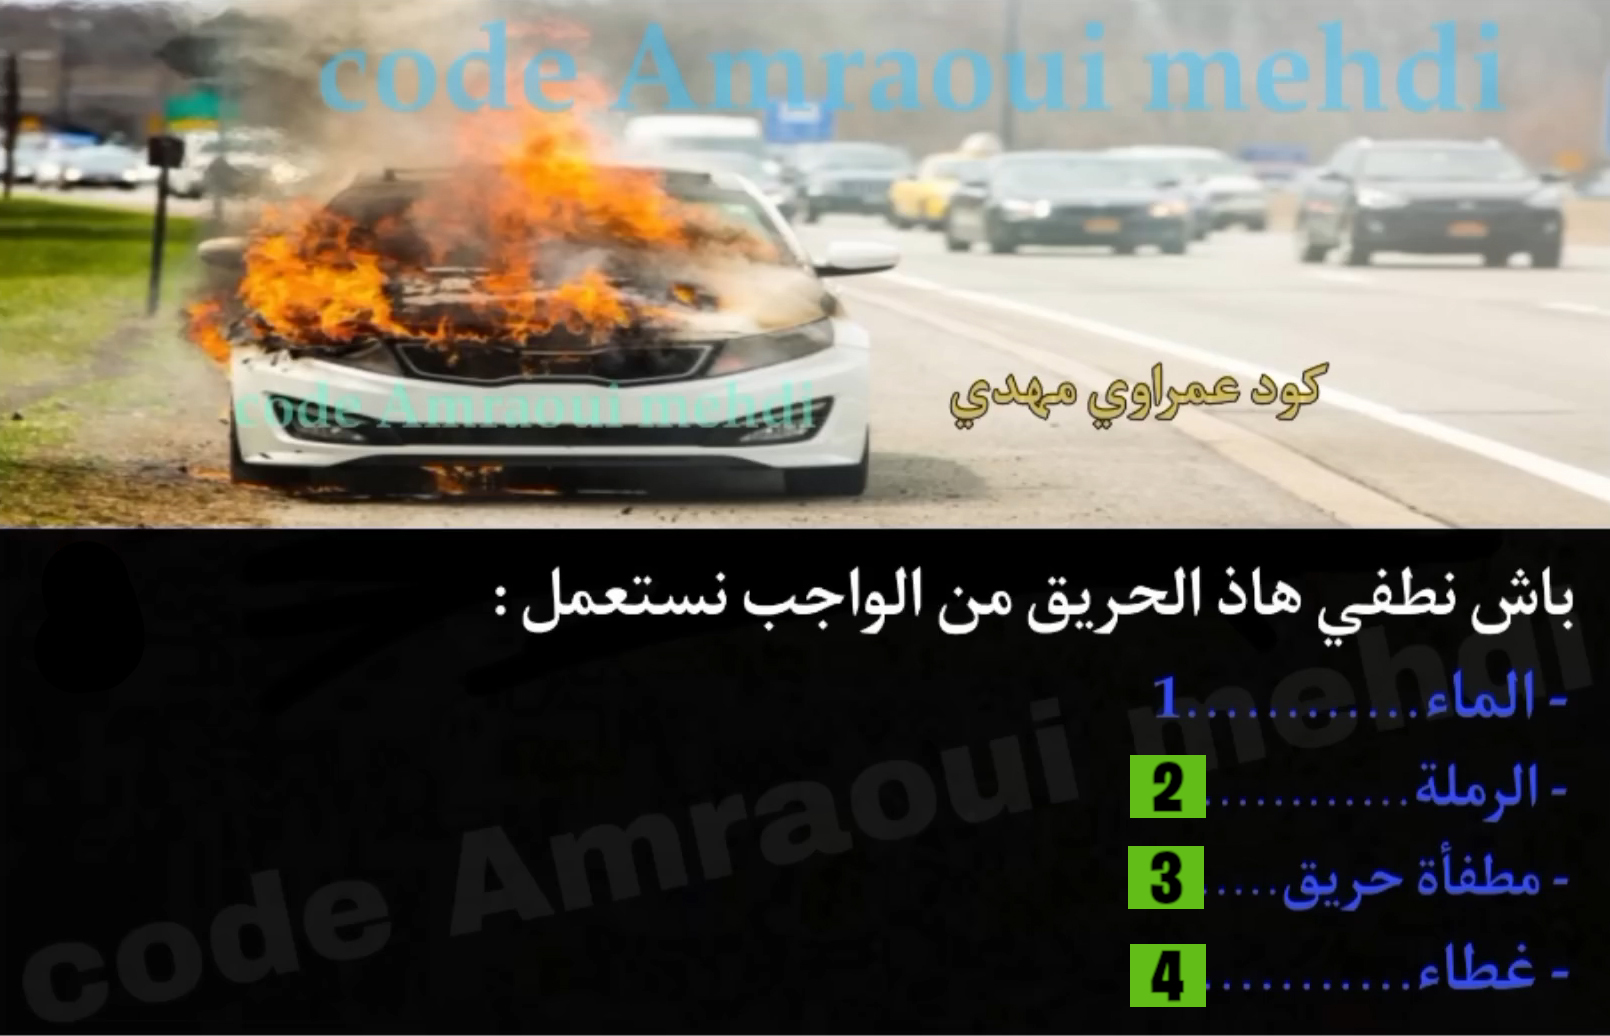 code Amraoui mehdi
code Amraoui mehdi
كود عمراوي مهدي
باش نطفي هاذ الحريق من الواجب نستعمل :
- الماء............1
- الرملة............2
- مطفأة حريق.....3
- غطاء............4
code Amraoui mehdi